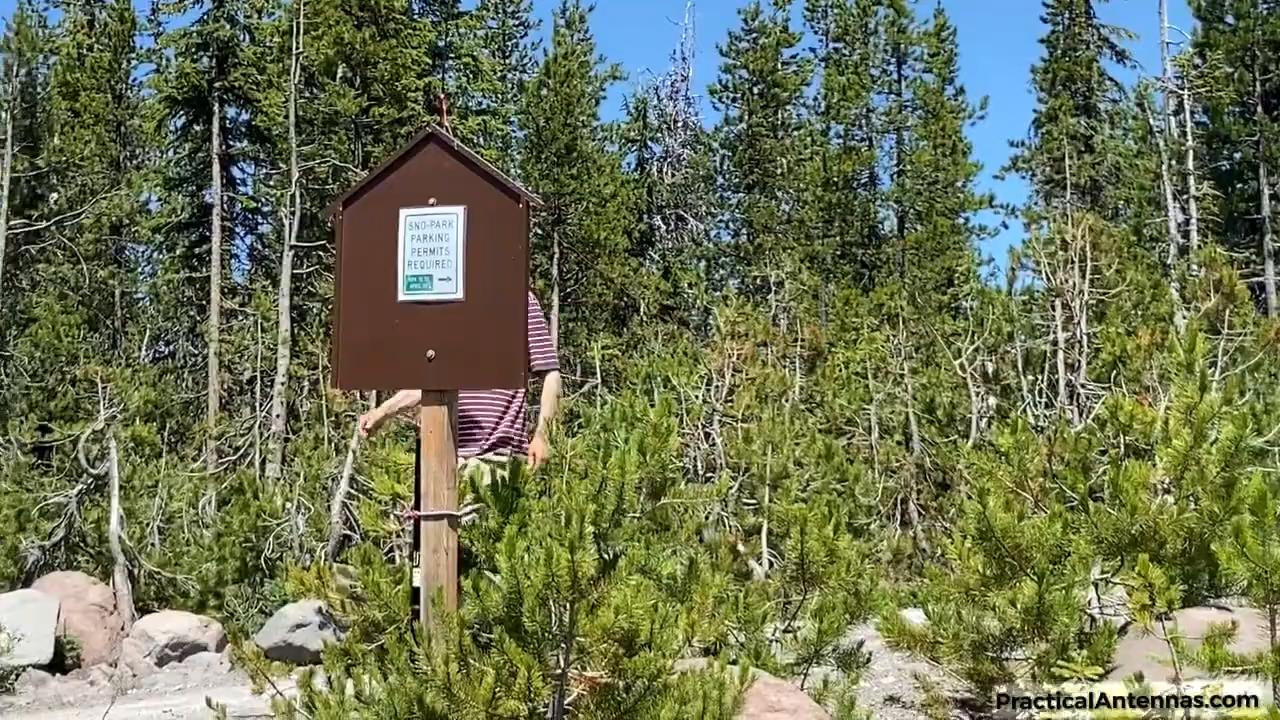 SNO-PARK
PARKING
PERMITS
REQUIRED
PracticalAntennas.com